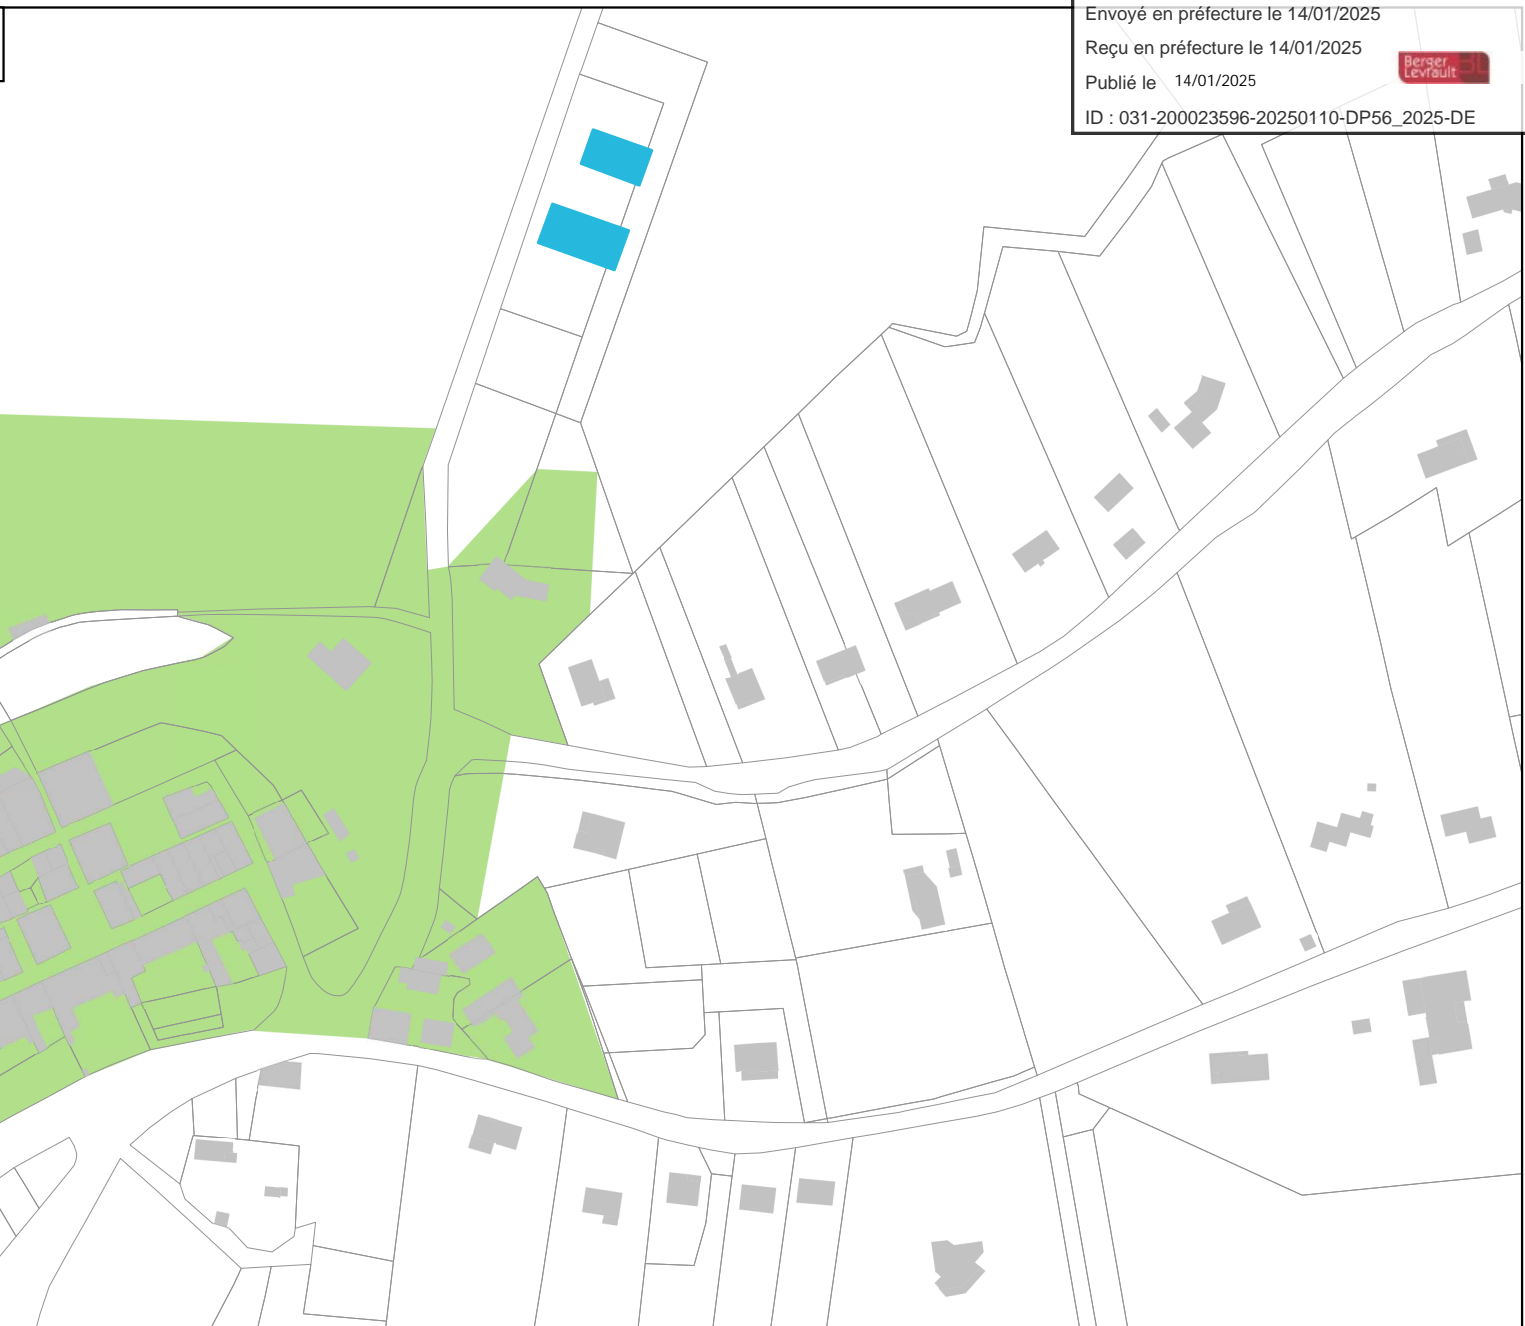 Envoyé en préfecture le 14/01/2025
Reçu en préfecture le 14/01/2025
Publié le 14/01/2025
Berger
Levrault
ID : 031-200023596-20250110-DP56_2025-DE